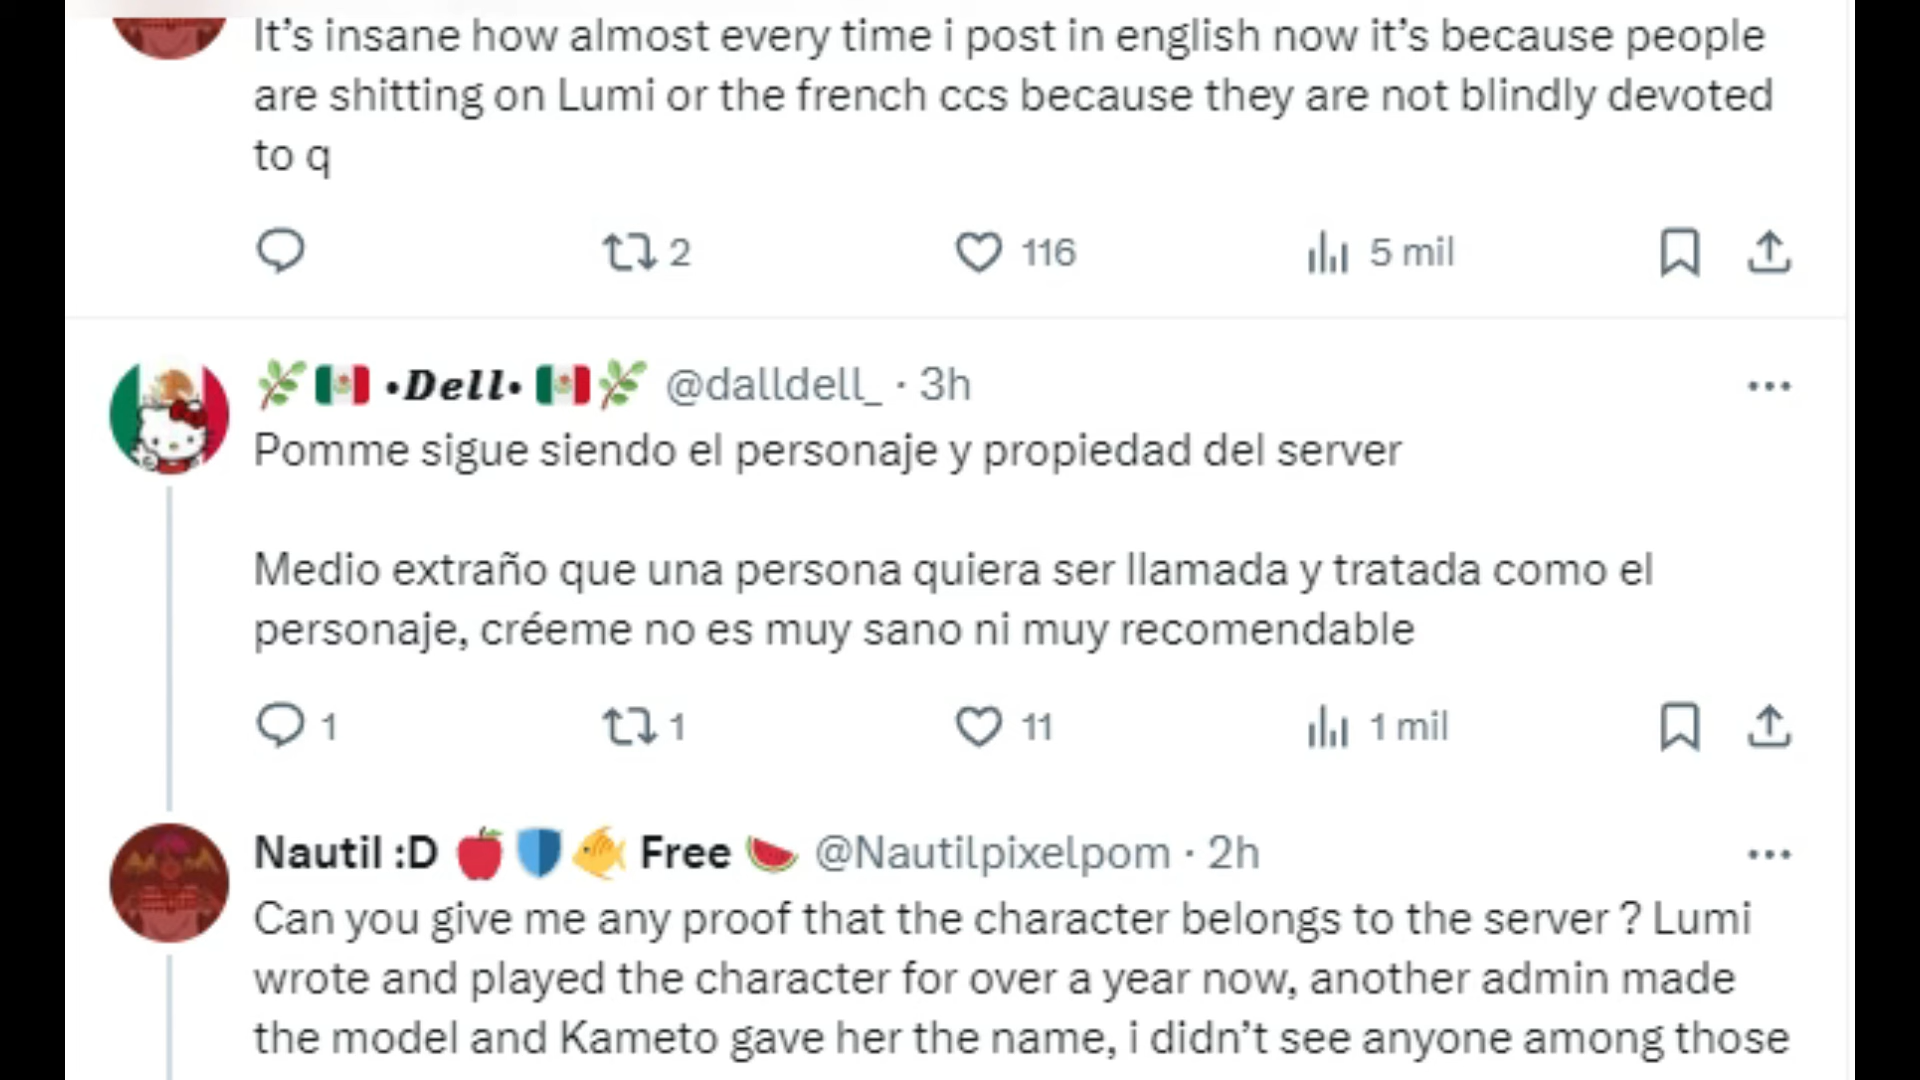 It’s insane how almost every time i post in english now it’s because people
are shitting on Lumi or the french ccs because they are not blindly devoted
to q
2 116 5 mil
•Dell• @dalldell_ · 3h
Pomme sigue siendo el personaje y propiedad del server
Medio extraño que una persona quiera ser llamada y tratada como el
personaje, créeme no es muy sano ni muy recomendable
1 1 11 1 mil
Nautil :D Free @Nautilpixelpom · 2h
Can you give me any proof that the character belongs to the server ? Lumi
wrote and played the character for over a year now, another admin made
the model and Kameto gave her the name, i didn’t see anyone among those